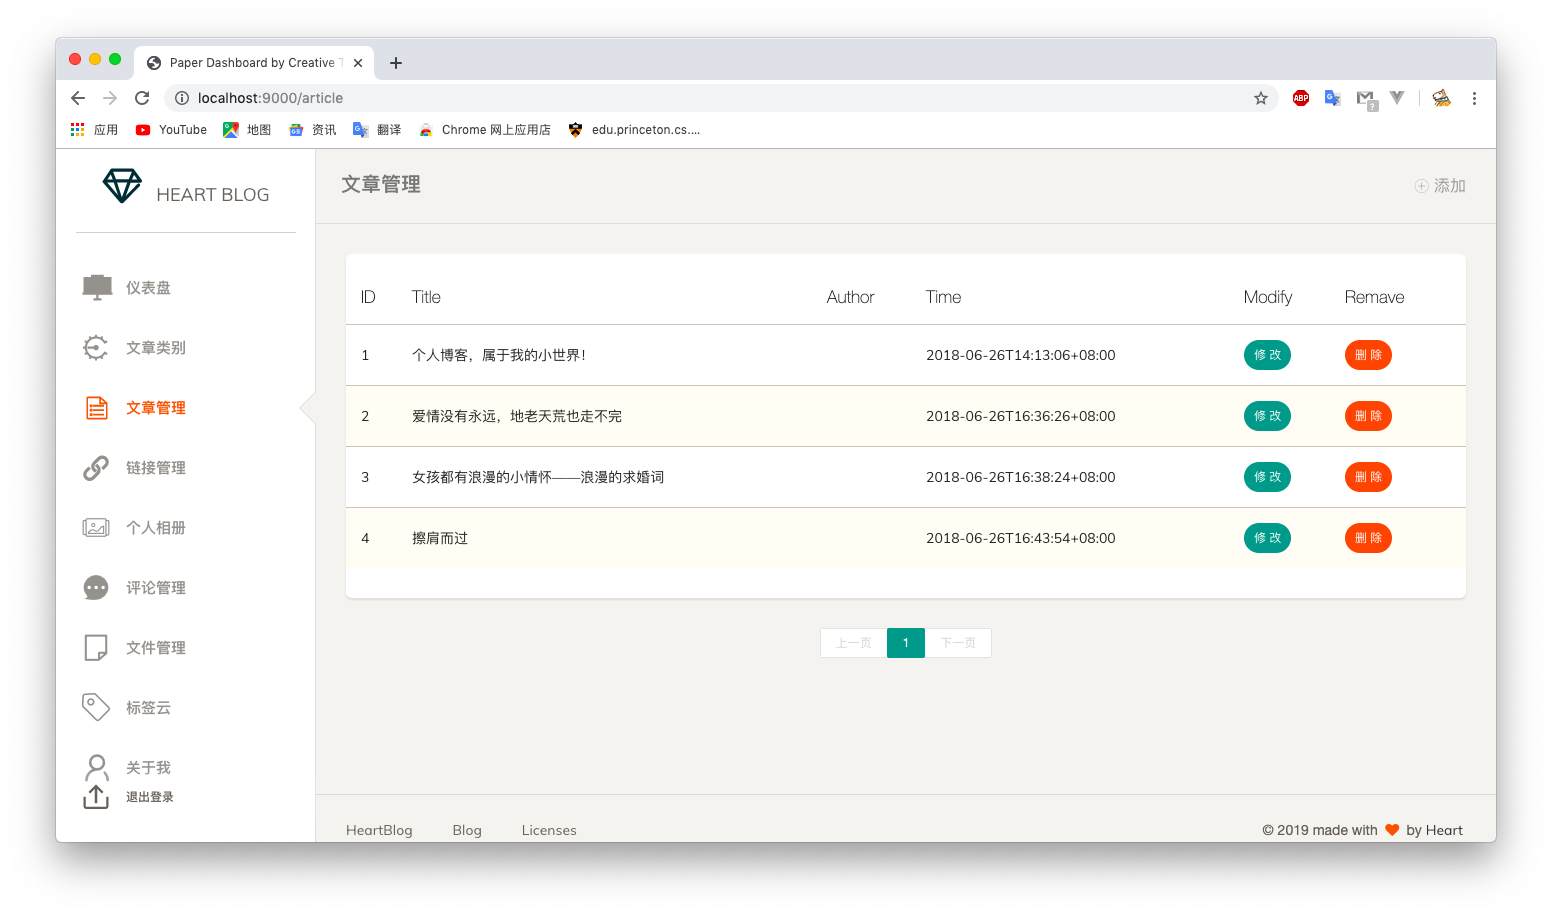 Paper Dashboard by Creative T
localhost:9000/article
应用 YouTube 地图 资讯 翻译 Chrome 网上应用店 edu.princeton.cs....
HEART BLOG
文章管理
添加
仪表盘
文章类别
文章管理
链接管理
个人相册
评论管理
文件管理
标签云
关于我
退出登录
ID Title Author Time Modify Remave
1 个人博客，属于我的小世界！ 2018-06-26T14:13:06+08:00 修 改 删 除
2 爱情没有永远，地老天荒也走不完 2018-06-26T16:36:26+08:00 修 改 删 除
3 女孩都有浪漫的小情怀——浪漫的求婚词 2018-06-26T16:38:24+08:00 修 改 删 除
4 擦肩而过 2018-06-26T16:43:54+08:00 修 改 删 除
上一页 1 下一页
HeartBlog Blog Licenses
© 2019 made with by Heart